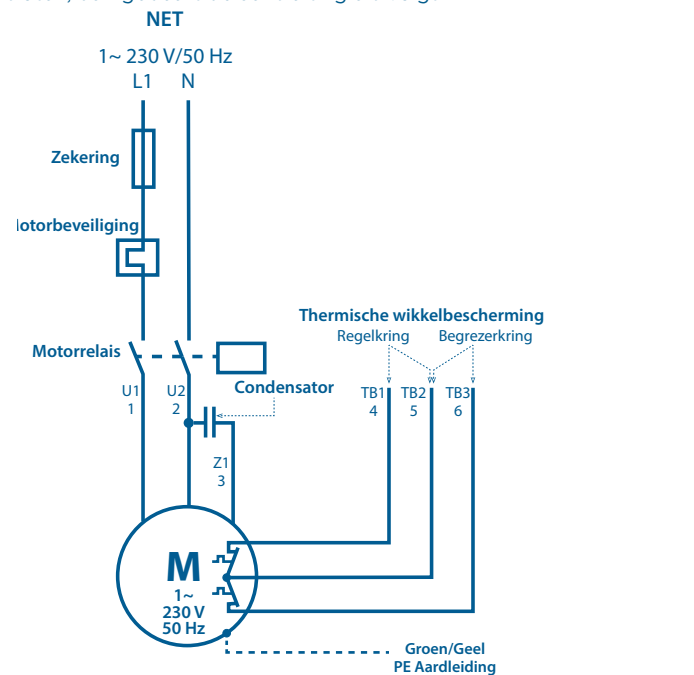 NET
1~ 230 V/50 Hz
L1 N
Zekering
otorbeveiliging
Thermische wikkelbescherming
Regelkring Begrezerkring
Motorrelais
Condensator
U1 U2 TB1 TB2 TB3
1 2 4 5 6
Z1
3
M
1~
230 V
50 Hz
Groen/Geel
PE Aardleiding